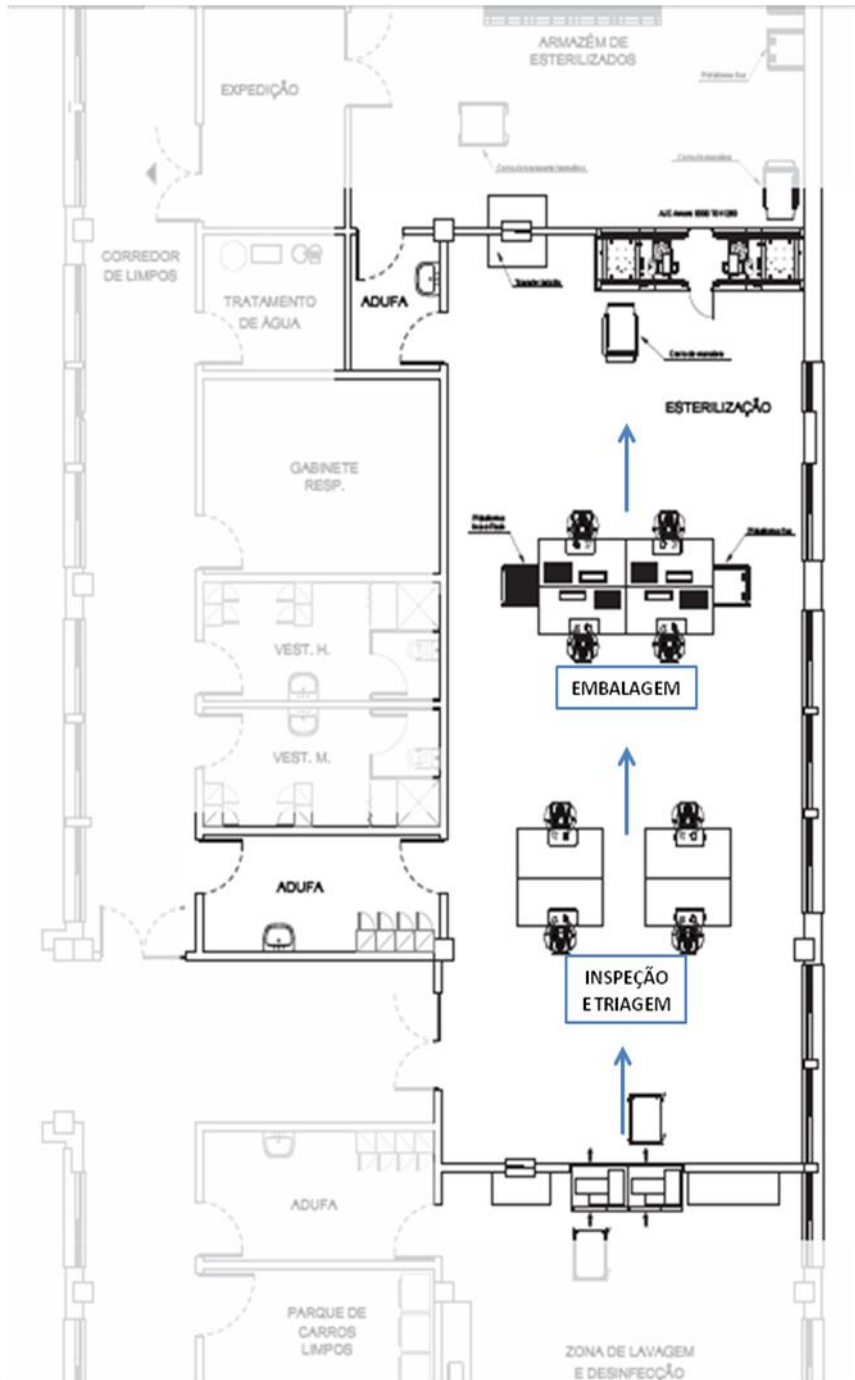 ARMAZÉM DE
ESTERILIZADOS
EXPEDIÇÃO
CORREDOR
DE LIMPOS
TRATAMENTO
DE ÁGUA
ADUFA
ESTERILIZAÇÃO
GABINETE
RESP.
VEST. H.
EMBALAGEM
VEST. M.
ADUFA
INSPEÇÃO
E TRIAGEM
ADUFA
PARQUE DE
CARROS
LIMPOS
ZONA DE LAVAGEM
E DESINFECÇÃO